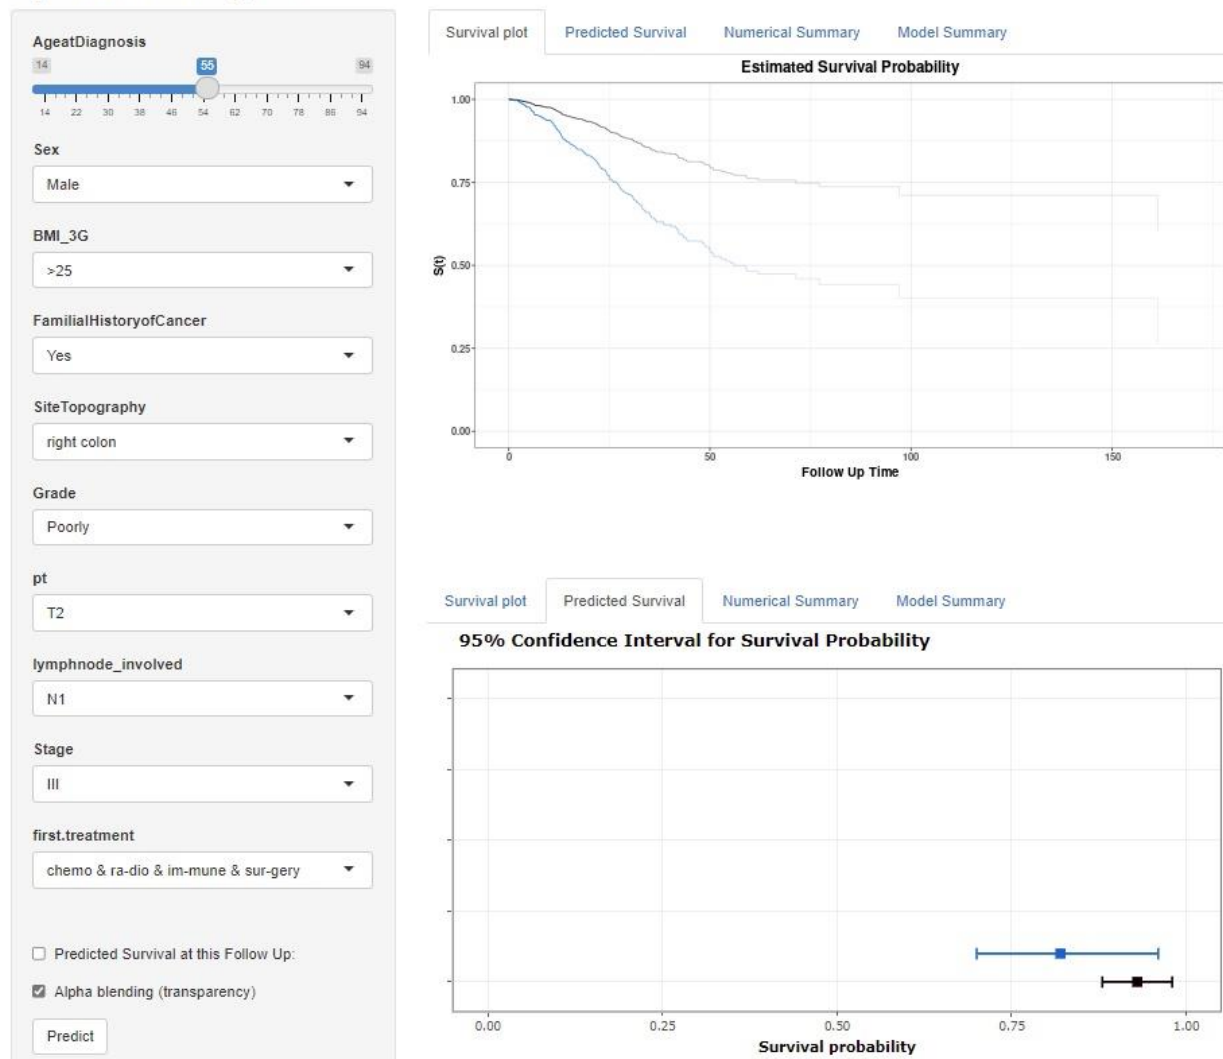 AgeatDiagnosis
14 55 94
14 22 30 38 46 54 62 70 78 86 94
Sex
Male
BMI_3G
>25
FamilialHistoryofCancer
Yes
SiteTopography
right colon
Grade
Poorly
pt
T2
lymphnode_involved
N1
Stage
III
first.treatment
chemo & ra-dio & im-mune & sur-gery
Predicted Survival at this Follow Up:
Alpha blending (transparency)
Predict
Survival plot Predicted Survival Numerical Summary Model Summary
Estimated Survival Probability
S(t)
1.00
0.75
0.50
0.25
0.00
0 50 100 150
Follow Up Time
Survival plot Predicted Survival Numerical Summary Model Summary
95% Confidence Interval for Survival Probability
0.00 0.25 0.50 0.75 1.00
Survival probability